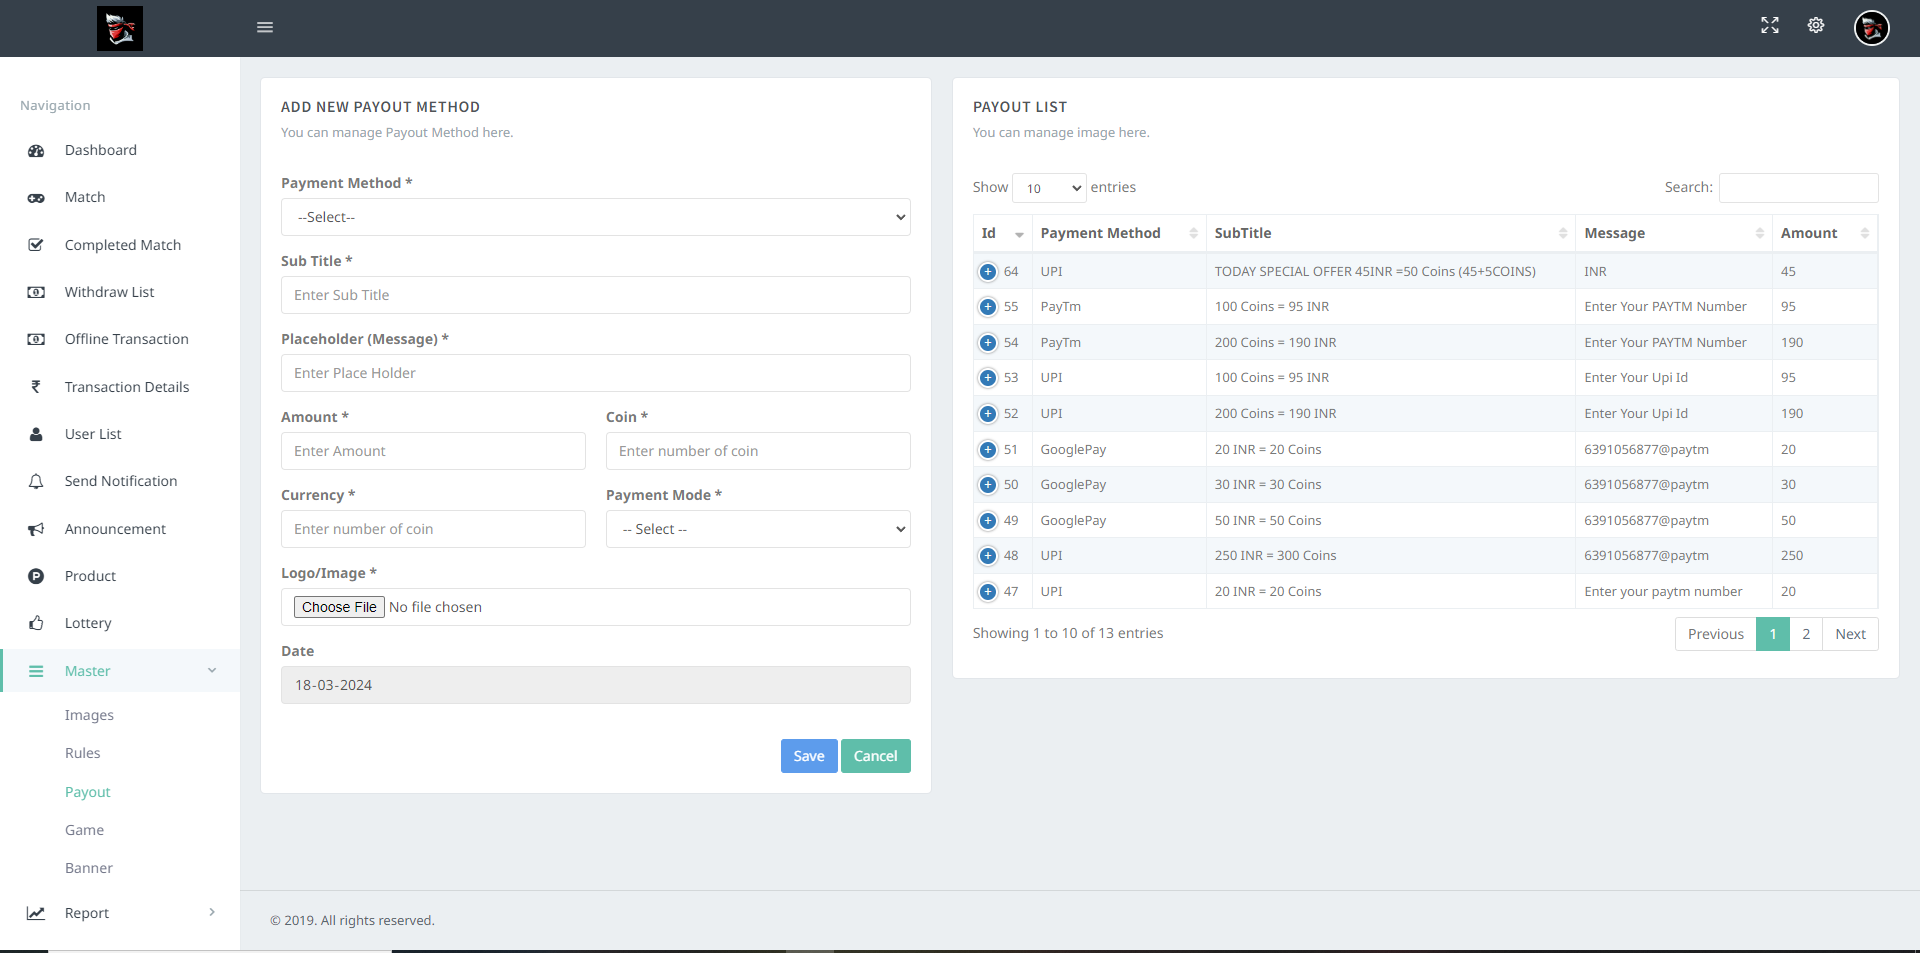 Navigation
Dashboard
Match
Completed Match
Withdraw List
Offline Transaction
Transaction Details
User List
Send Notification
Announcement
Product
Lottery
Master
Images
Rules
Payout
Game
Banner
Report
ADD NEW PAYOUT METHOD
You can manage Payout Method here.
Payment Method *
--Select--
Sub Title *
Enter Sub Title
Placeholder (Message) *
Enter Place Holder
Amount * Coin *
Enter Amount Enter number of coin
Currency * Payment Mode *
Enter number of coin -- Select --
Logo/Image *
Choose File No file chosen
Date
18-03-2024
Save Cancel
PAYOUT LIST
You can manage image here.
Show 10 entries Search:
Id Payment Method SubTitle Message Amount
64 UPI TODAY SPECIAL OFFER 45INR =50 Coins (45+5COINS) INR 45
55 PayTm 100 Coins = 95 INR Enter Your PAYTM Number 95
54 PayTm 200 Coins = 190 INR Enter Your PAYTM Number 190
53 UPI 100 Coins = 95 INR Enter Your Upi Id 95
52 UPI 200 Coins = 190 INR Enter Your Upi Id 190
51 GooglePay 20 INR = 20 Coins 6391056877@paytm 20
50 GooglePay 30 INR = 30 Coins 6391056877@paytm 30
49 GooglePay 50 INR = 50 Coins 6391056877@paytm 50
48 UPI 250 INR = 300 Coins 6391056877@paytm 250
47 UPI 20 INR = 20 Coins Enter your paytm number 20
Showing 1 to 10 of 13 entries Previous 1 2 Next
© 2019. All rights reserved.